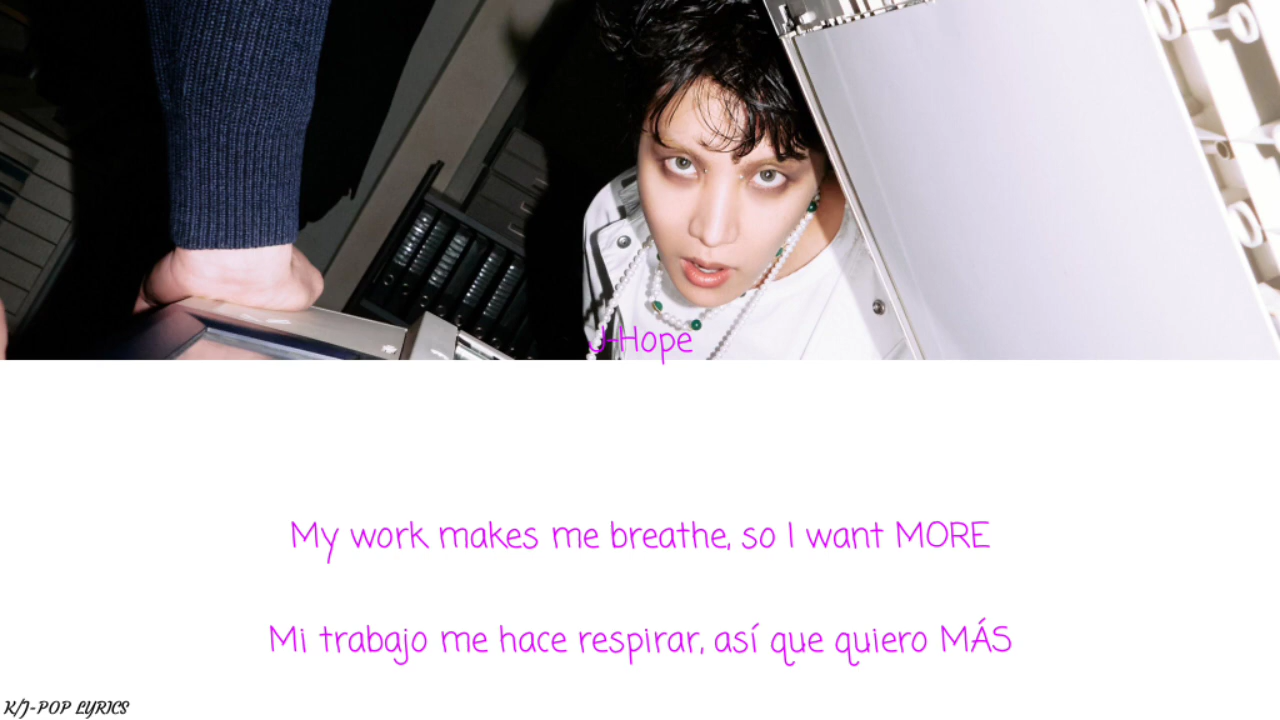 J-Hope
My work makes me breathe, so I want MORE
Mi trabajo me hace respirar, así que quiero MÁS
K/J-POP LYRICS